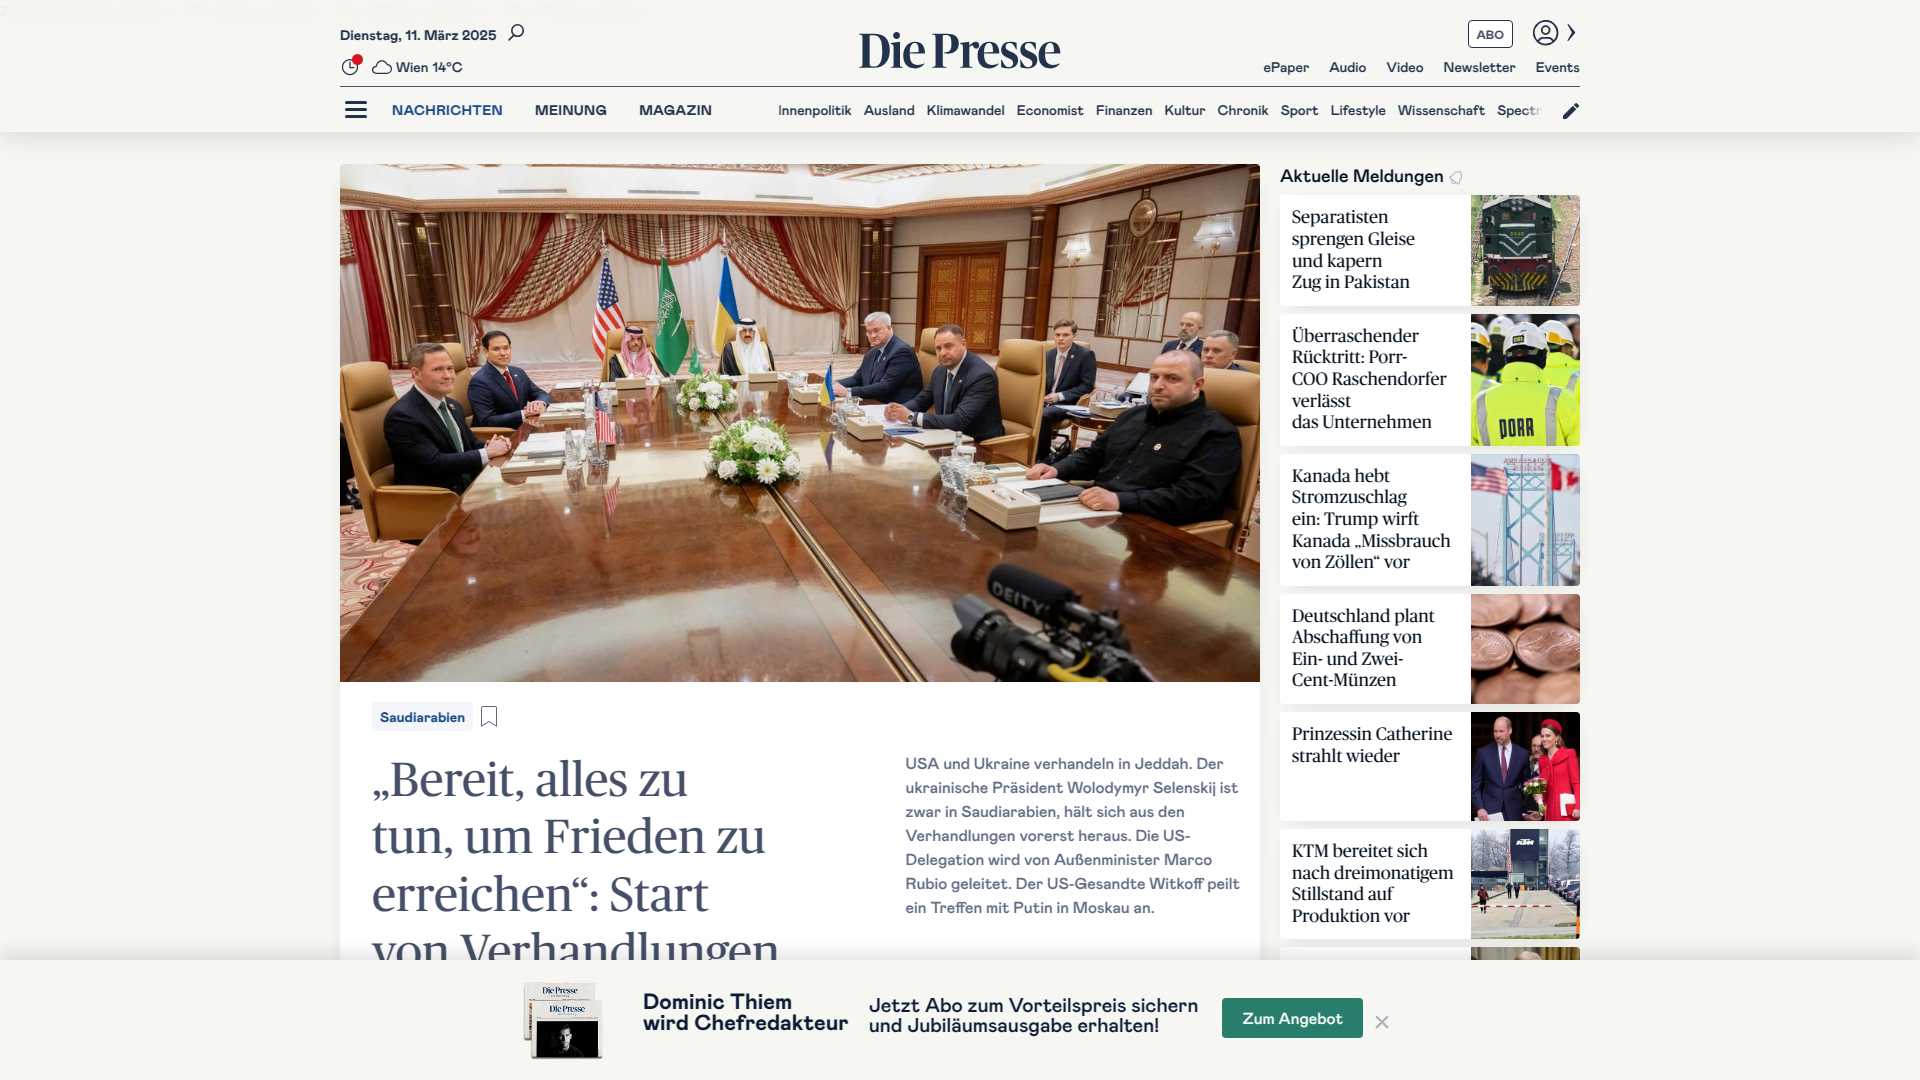 Dienstag, 11. März 2025
Wien 14°C
Die Presse
ABO
ePaper Audio Video Newsletter Events
NACHRICHTEN MEINUNG MAGAZIN
Innenpolitik Ausland Klimawandel Economist Finanzen Kultur Chronik Sport Lifestyle Wissenschaft Spectr
DEITY
Saudiarabien
„Bereit, alles zu
tun, um Frieden zu
erreichen“: Start
von Verhandlungen
USA und Ukraine verhandeln in Jeddah. Der
ukrainische Präsident Wolodymyr Selenskij ist
zwar in Saudiarabien, hält sich aus den
Verhandlungen vorerst heraus. Die US-
Delegation wird von Außenminister Marco
Rubio geleitet. Der US-Gesandte Witkoff peilt
ein Treffen mit Putin in Moskau an.
Aktuelle Meldungen
Separatisten
sprengen Gleise
und kapern
Zug in Pakistan
Überraschender
Rücktritt: Porr-
COO Raschendorfer
verlässt
das Unternehmen
PORR
Kanada hebt
Stromzuschlag
ein: Trump wirft
Kanada „Missbrauch
von Zöllen“ vor
Deutschland plant
Abschaffung von
Ein- und Zwei-
Cent-Münzen
Prinzessin Catherine
strahlt wieder
KTM bereitet sich
nach dreimonatigem
Stillstand auf
Produktion vor
KTM
Die Presse
Die Presse
Dominic Thiem
wird Chefredakteur
Jetzt Abo zum Vorteilspreis sichern
und Jubiläumsausgabe erhalten!
Zum Angebot